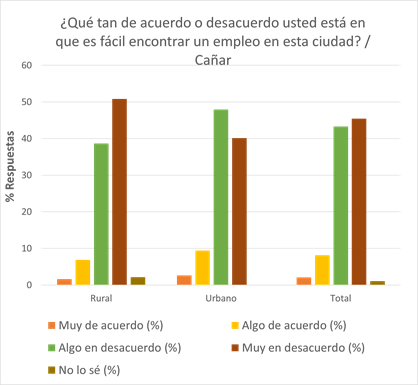 ¿Qué tan de acuerdo o desacuerdo usted está en
que es fácil encontrar un empleo en esta ciudad? /
Cañar
60
50
40
30
20
10
0
% Respuestas
Rural
Urbano
Total
Muy de acuerdo (%)
Algo de acuerdo (%)
Algo en desacuerdo (%)
Muy en desacuerdo (%)
No lo sé (%)